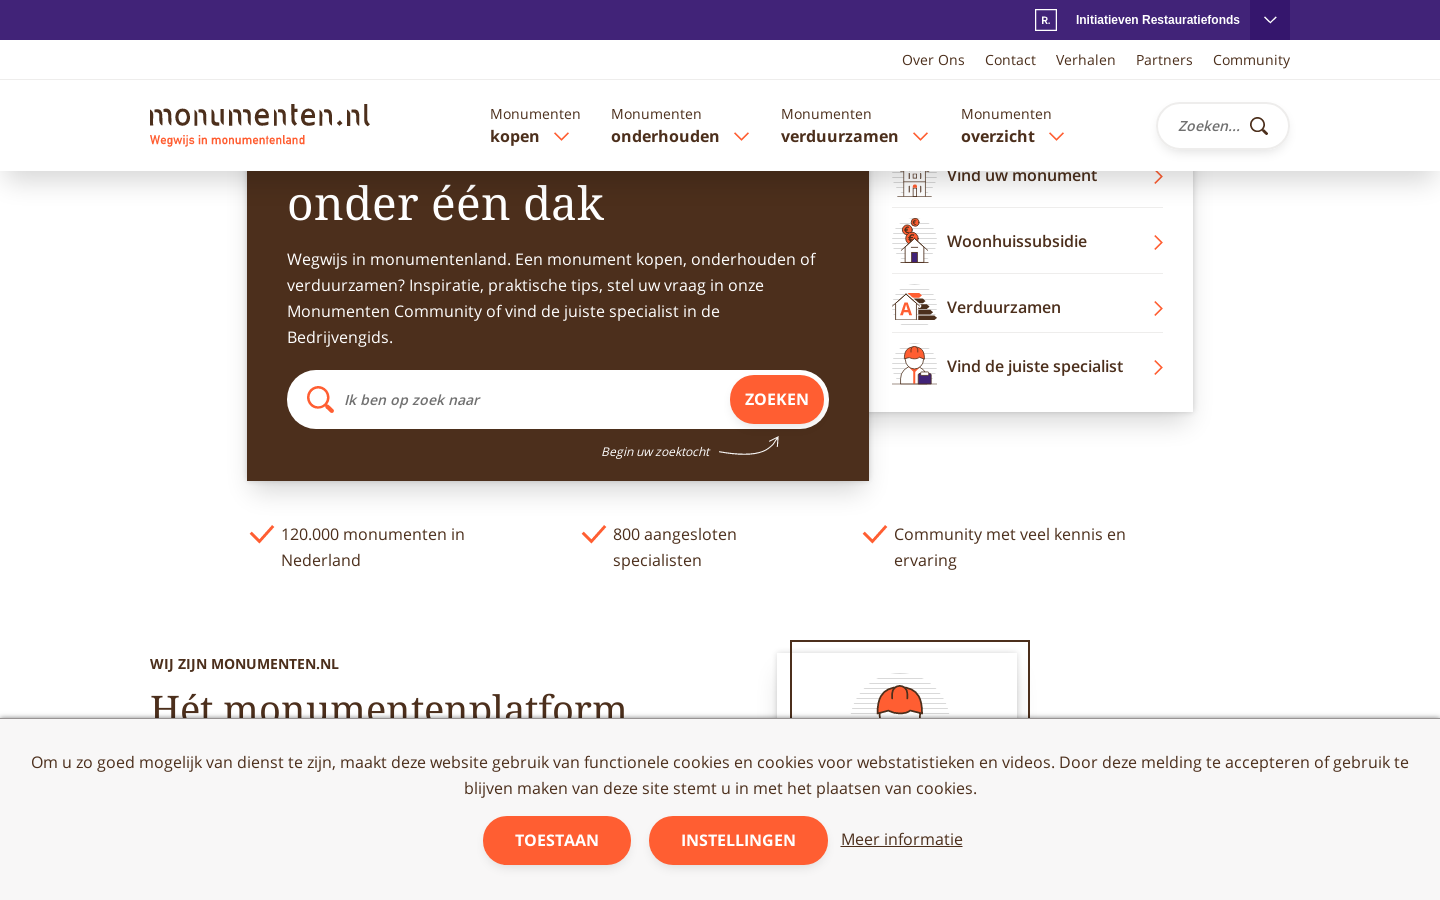 R.
Initiatieven Restauratiefonds
Over Ons
Contact
Verhalen
Partners
Community
monumenten.nl
Wegwijs in monumentenland
Monumenten
kopen
Monumenten
onderhouden
Monumenten
verduurzamen
Monumenten
overzicht
Zoeken...
onder één dak
Wegwijs in monumentenland. Een monument kopen, onderhouden of
verduurzamen? Inspiratie, praktische tips, stel uw vraag in onze
Monumenten Community of vind de juiste specialist in de
Bedrijvengids.
Ik ben op zoek naar
ZOEKEN
Begin uw zoektocht
Vind uw monument
Woonhuissubsidie
A
Verduurzamen
Vind de juiste specialist
120.000 monumenten in
Nederland
800 aangesloten
specialisten
Community met veel kennis en
ervaring
WIJ ZIJN MONUMENTEN.NL
Hét monumentenplatform
Om u zo goed mogelijk van dienst te zijn, maakt deze website gebruik van functionele cookies en cookies voor webstatistieken en videos. Door deze melding te accepteren of gebruik te
blijven maken van deze site stemt u in met het plaatsen van cookies.
TOESTAAN
INSTELLINGEN
Meer informatie